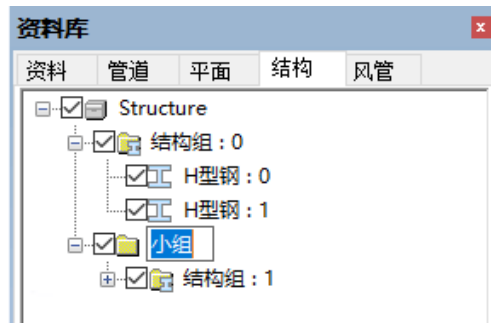 资料库
资料 管道 平面 结构 风管
Structure
结构组 : 0
H型钢 : 0
H型钢 : 1
小组
结构组 : 1